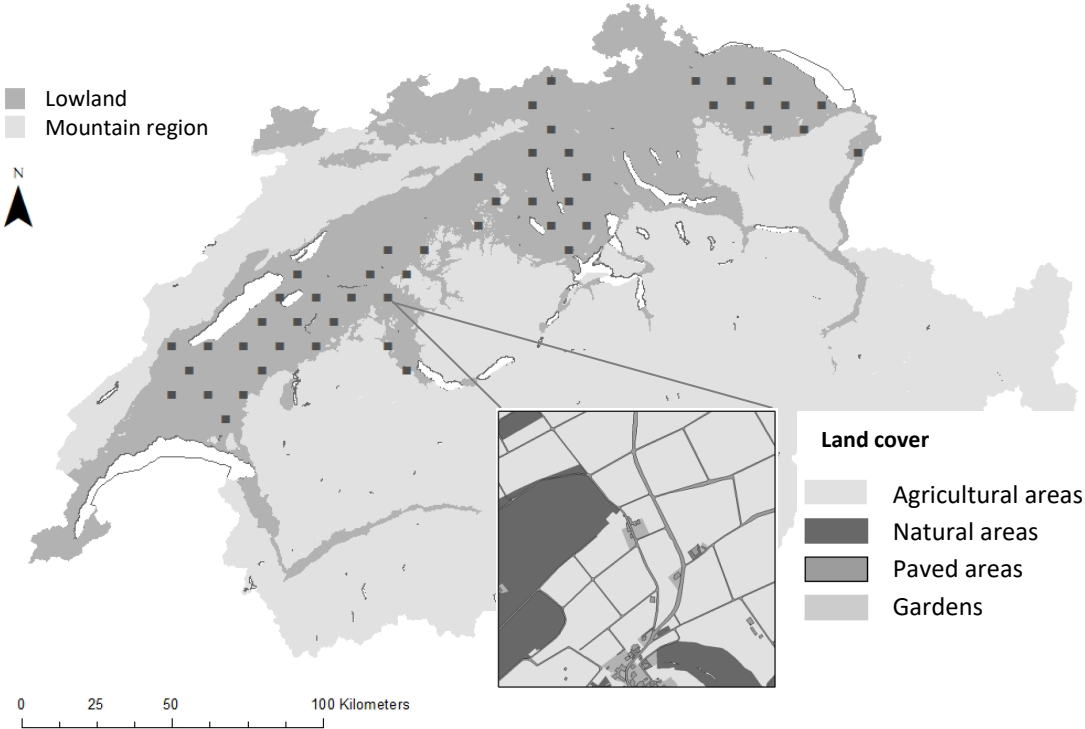 Lowland
Mountain region
N
Land cover
Agricultural areas
Natural areas
Paved areas
Gardens
0 25 50 100 Kilometers